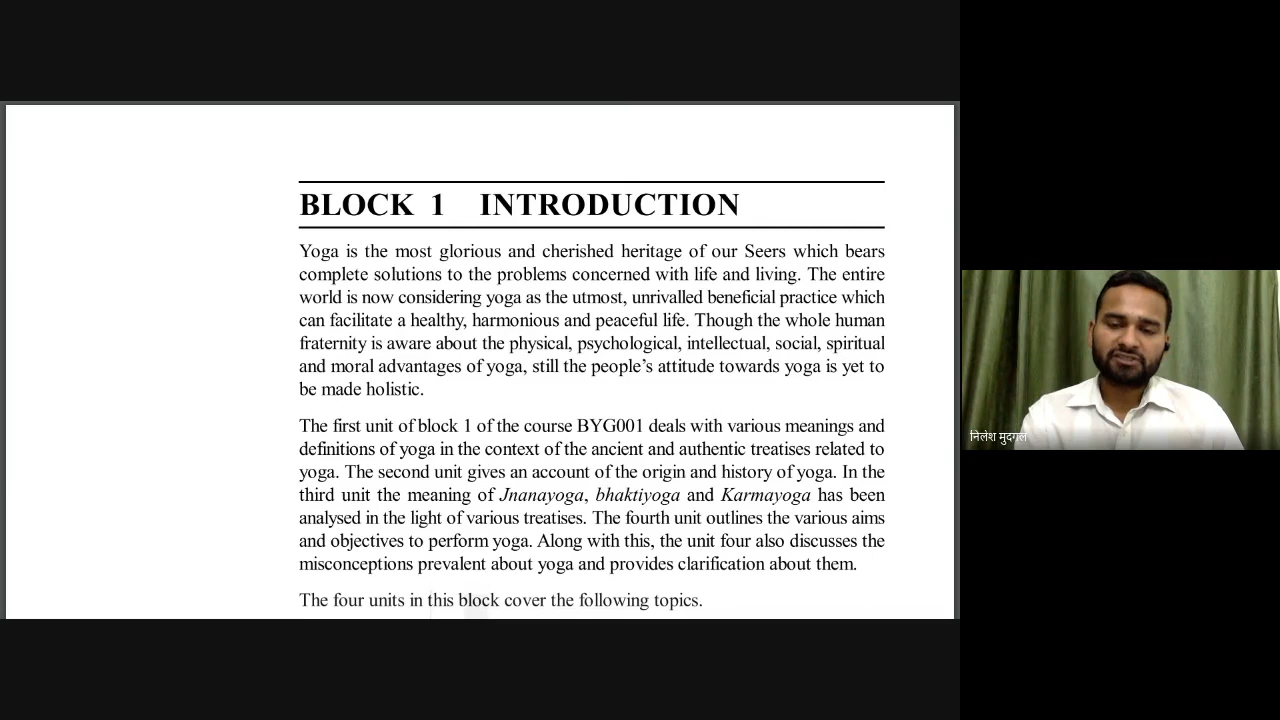 BLOCK 1 INTRODUCTION
Yoga is the most glorious and cherished heritage of our Seers which bears
complete solutions to the problems concerned with life and living. The entire
world is now considering yoga as the utmost, unrivalled beneficial practice which
can facilitate a healthy, harmonious and peaceful life. Though the whole human
fraternity is aware about the physical, psychological, intellectual, social, spiritual
and moral advantages of yoga, still the people’s attitude towards yoga is yet to
be made holistic.
The first unit of block 1 of the course BYG001 deals with various meanings and
definitions of yoga in the context of the ancient and authentic treatises related to
yoga. The second unit gives an account of the origin and history of yoga. In the
third unit the meaning of Jnanayoga, bhaktiyoga and Karmayoga has been
analysed in the light of various treatises. The fourth unit outlines the various aims
and objectives to perform yoga. Along with this, the unit four also discusses the
misconceptions prevalent about yoga and provides clarification about them.
The four units in this block cover the following topics.
निलेश मुदगल